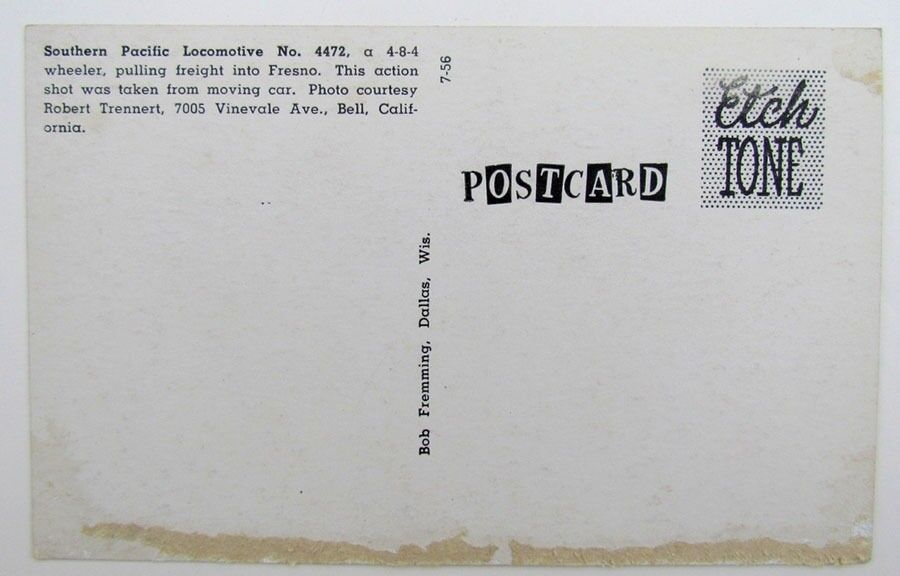 Southern Pacific Locomotive No. 4472, a 4-8-4
wheeler, pulling freight into Fresno. This action
shot was taken from moving car. Photo courtesy
Robert Trennert, 7005 Vinevale Ave., Bell, Calif-
ornia.
7-56
Etch
TONE
POSTCARD
Bob Fremming, Dallas, Wis.